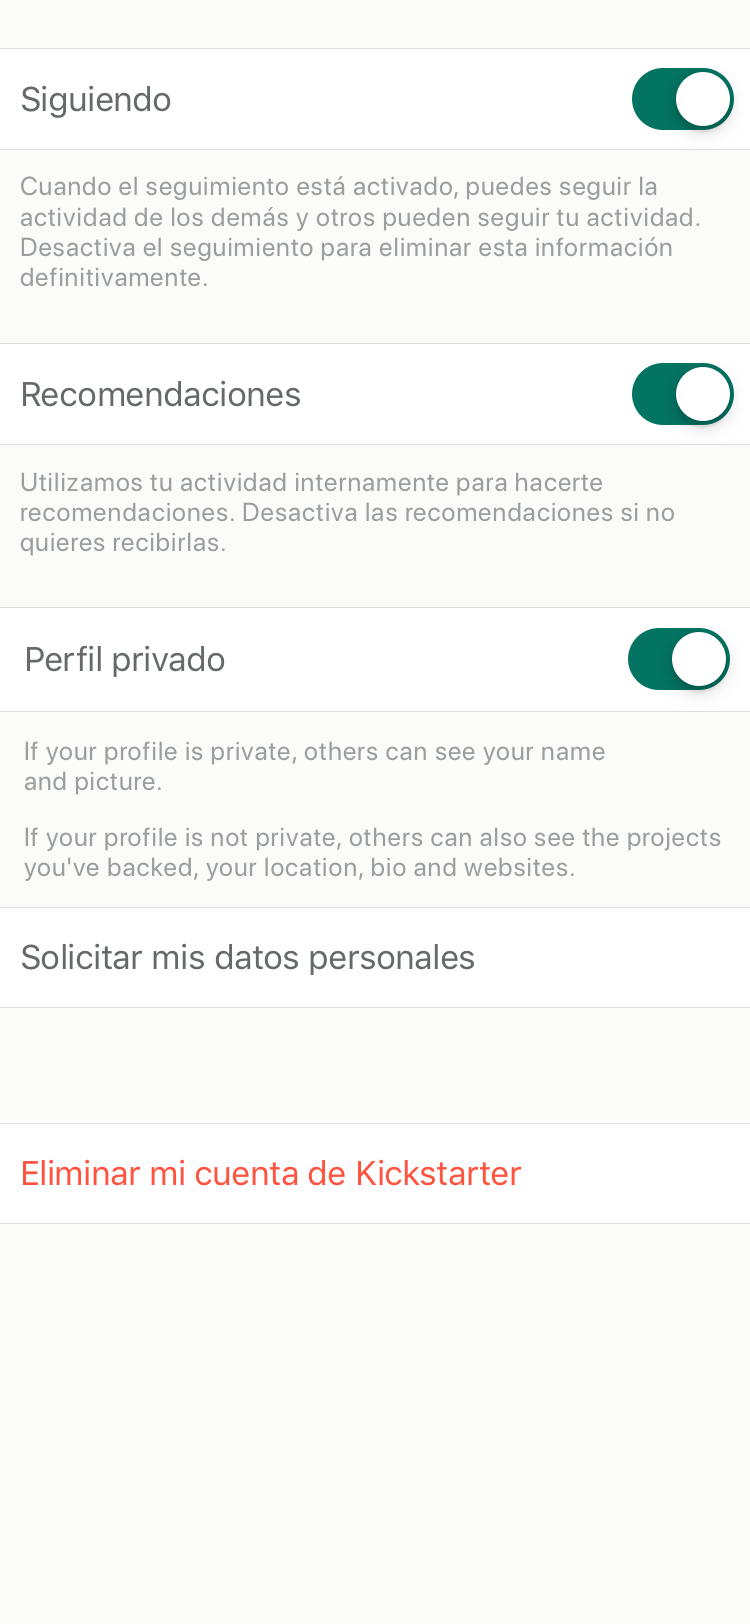 Siguiendo
Cuando el seguimiento está activado, puedes seguir la
actividad de los demás y otros pueden seguir tu actividad.
Desactiva el seguimiento para eliminar esta información
definitivamente.
Recomendaciones
Utilizamos tu actividad internamente para hacerte
recomendaciones. Desactiva las recomendaciones si no
quieres recibirlas.
Perfil privado
If your profile is private, others can see your name
and picture.
If your profile is not private, others can also see the projects
you've backed, your location, bio and websites.
Solicitar mis datos personales
Eliminar mi cuenta de Kickstarter